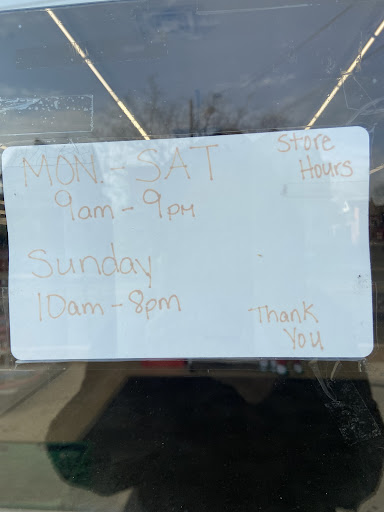 Store
Hours
MON.-SAT
9am-9PM
Sunday
10am-8pm
Thank
You